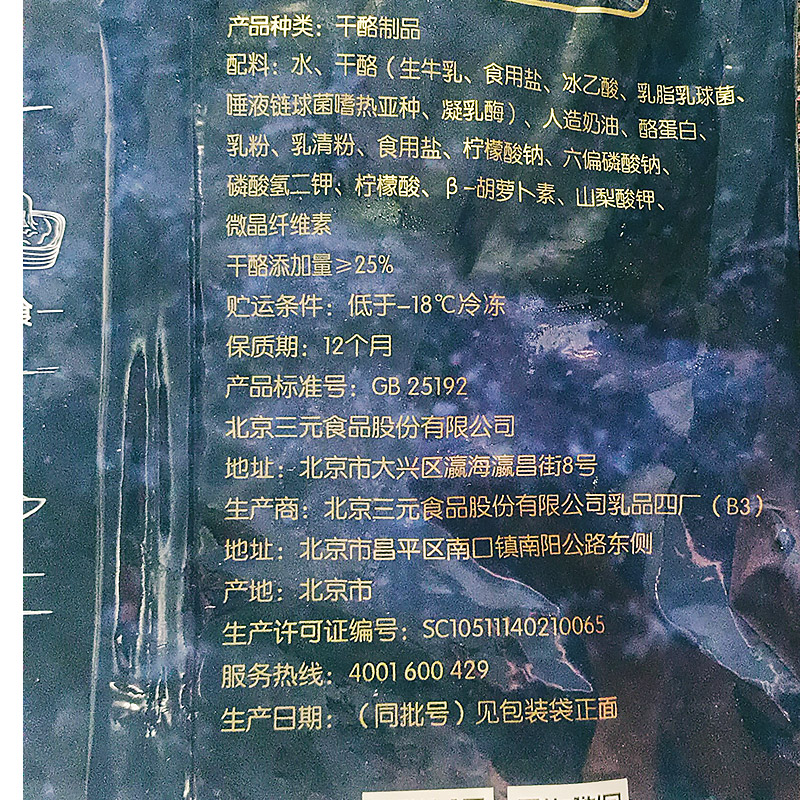 产品种类：干酪制品
配料：水、干酪（生牛乳、食用盐、冰乙酸、乳脂乳球菌、
唾液链球菌嗜热亚种、凝乳酶）、人造奶油、酪蛋白、
乳粉、乳清粉、食用盐、柠檬酸钠、六偏磷酸钠、
磷酸氢二钾、柠檬酸、β-胡萝卜素、山梨酸钾、
微晶纤维素
干酪添加量≥25%
贮运条件：低于-18℃冷冻
保质期：12个月
产品标准号：GB 25192
北京三元食品股份有限公司
地址：北京市大兴区瀛海瀛昌街8号
生产商：北京三元食品股份有限公司乳品四厂（B3）
地址：北京市昌平区南口镇南阳公路东侧
产地：北京市
生产许可证编号：SC10511140210065
服务热线：4001 600 429
生产日期：（同批号）见包装袋正面
食